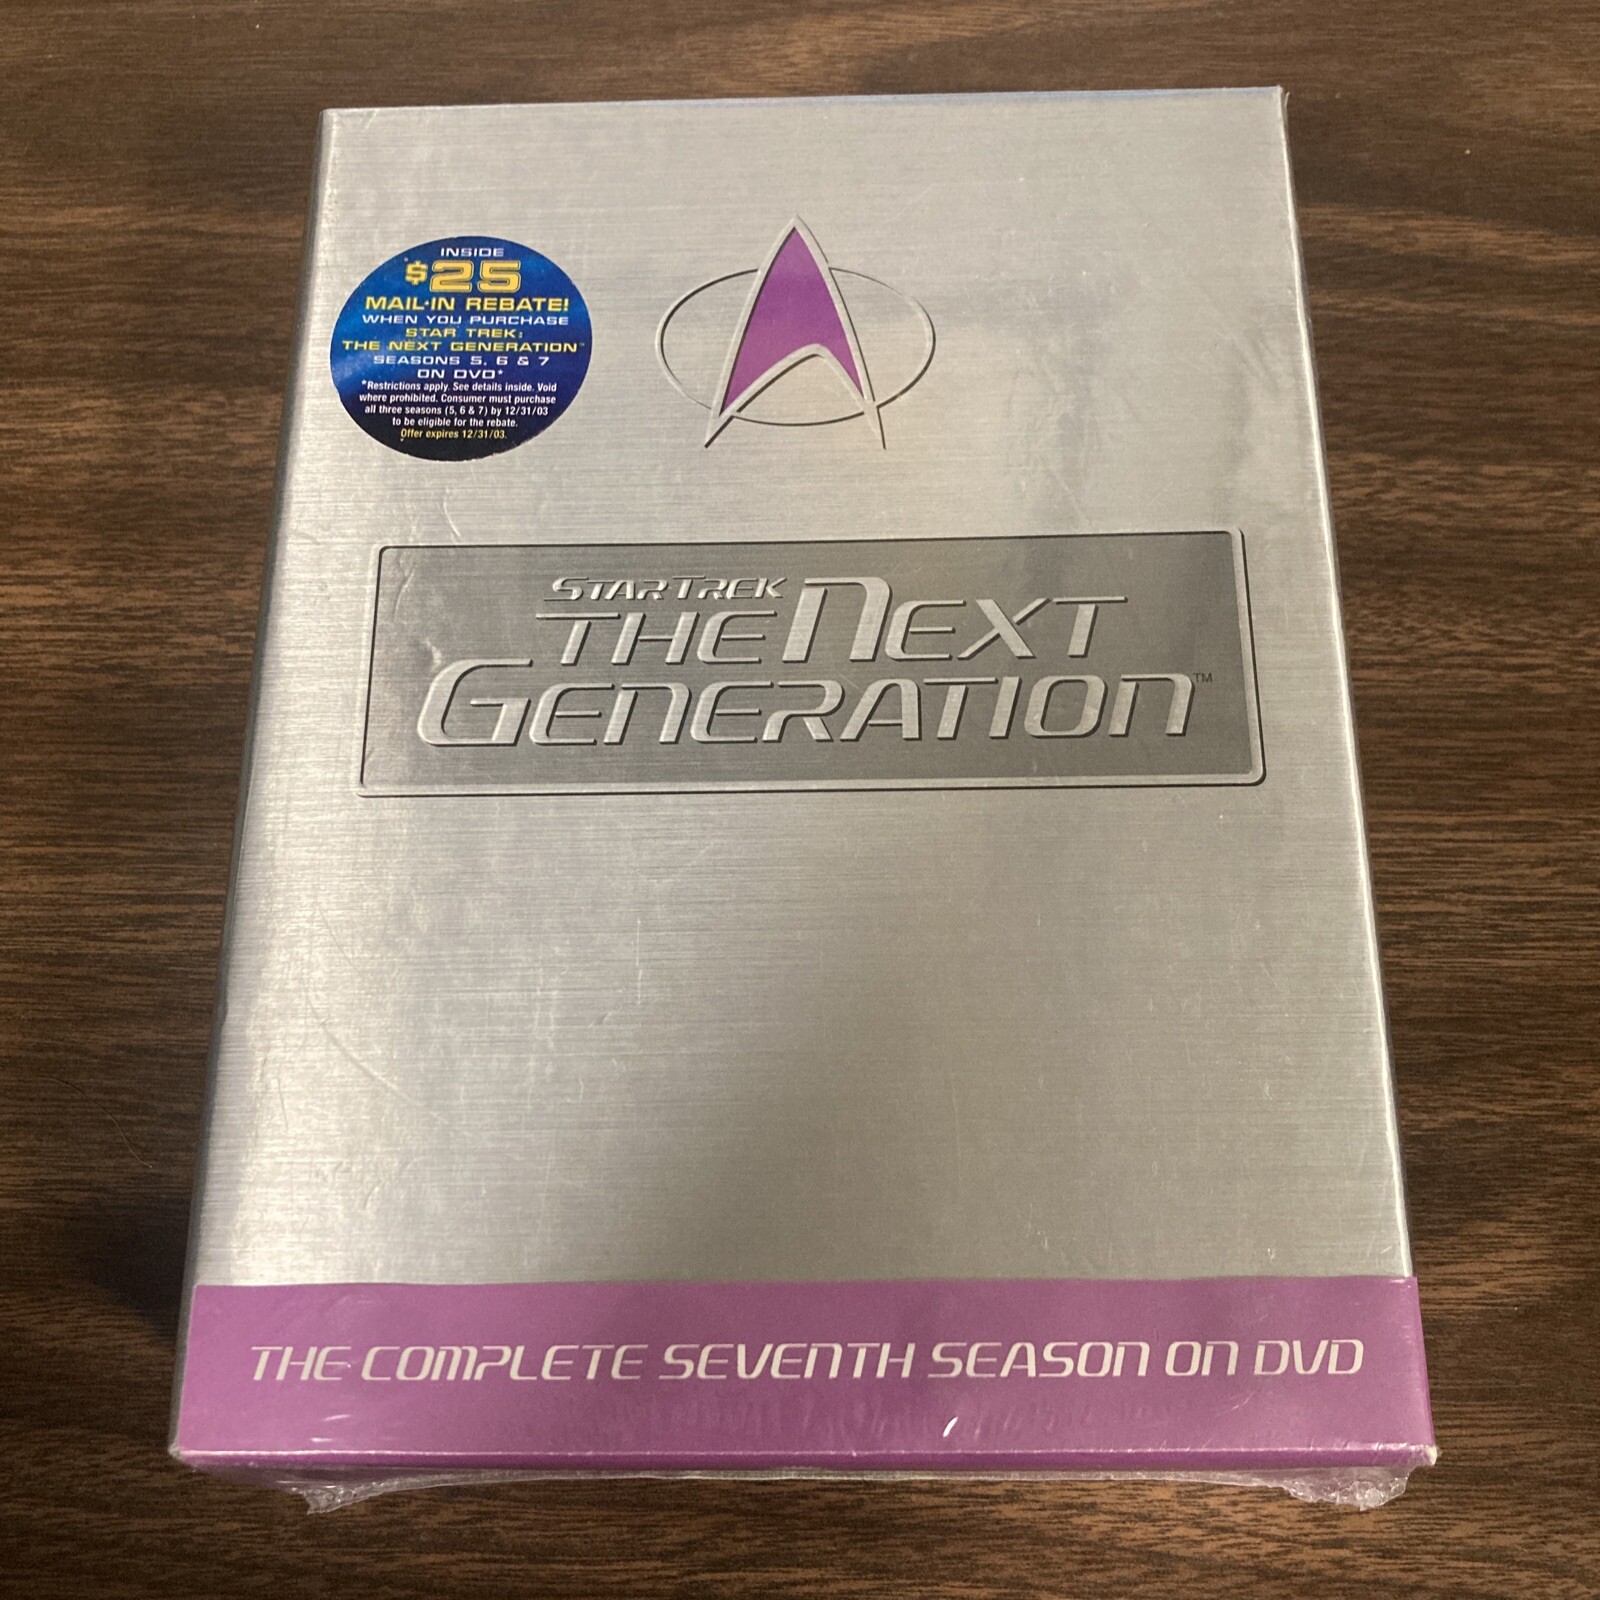 INSIDE
$25
MAIL-IN REBATE!
WHEN YOU PURCHASE
STAR TREK:
THE NEXT GENERATION™
SEASONS 5, 6 & 7
ON DVD*
*Restrictions apply. See details inside. Void
where prohibited. Consumer must purchase
all three seasons (5, 6 & 7) by 12/31/03
to be eligible for the rebate.
Offer expires 12/31/03.
STAR TREK
THE NEXT
GENERATION™
THE COMPLETE SEVENTH SEASON ON DVD